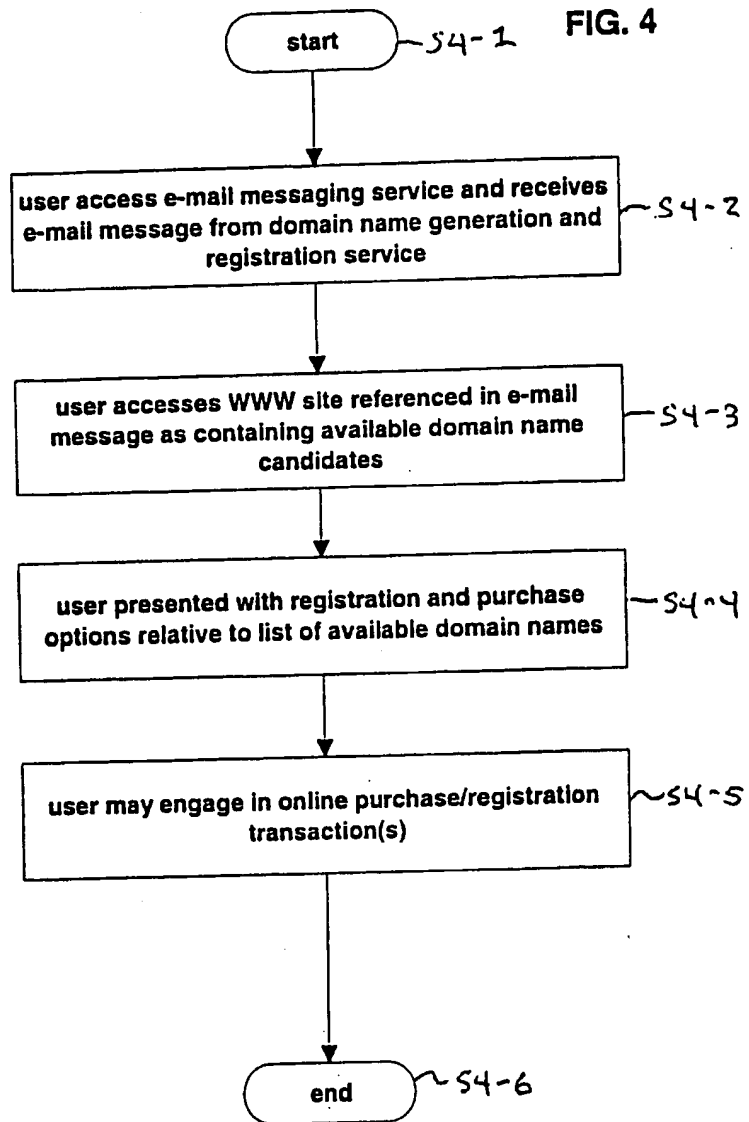 FIG. 4
start
S4-1
user access e-mail messaging service and receives
e-mail message from domain name generation and
registration service
S4-2
user accesses WWW site referenced in e-mail
message as containing available domain name
candidates
S4-3
user presented with registration and purchase
options relative to list of available domain names
S4-4
user may engage in online purchase/registration
transaction(s)
S4-5
end
S4-6